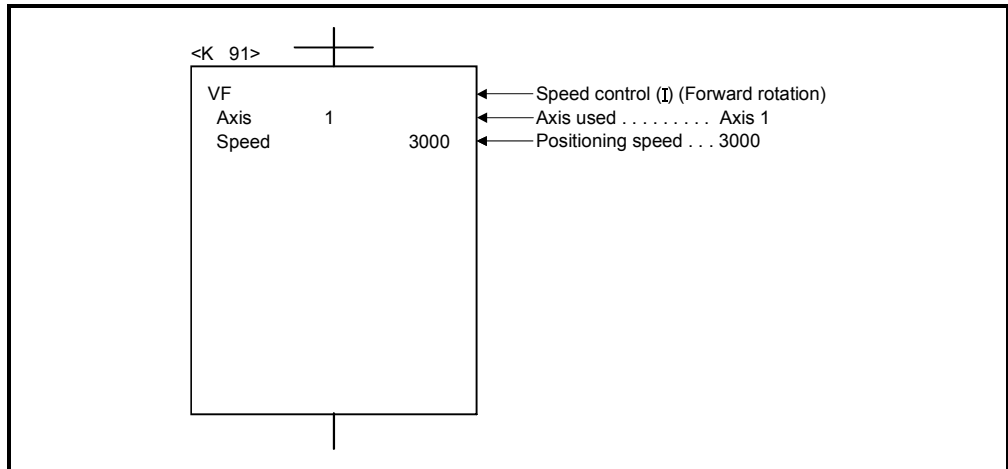 <K 91>
VF Speed control (I) (Forward rotation)
Axis 1 Axis used . . . . . . . . . Axis 1
Speed 3000 Positioning speed . . . 3000